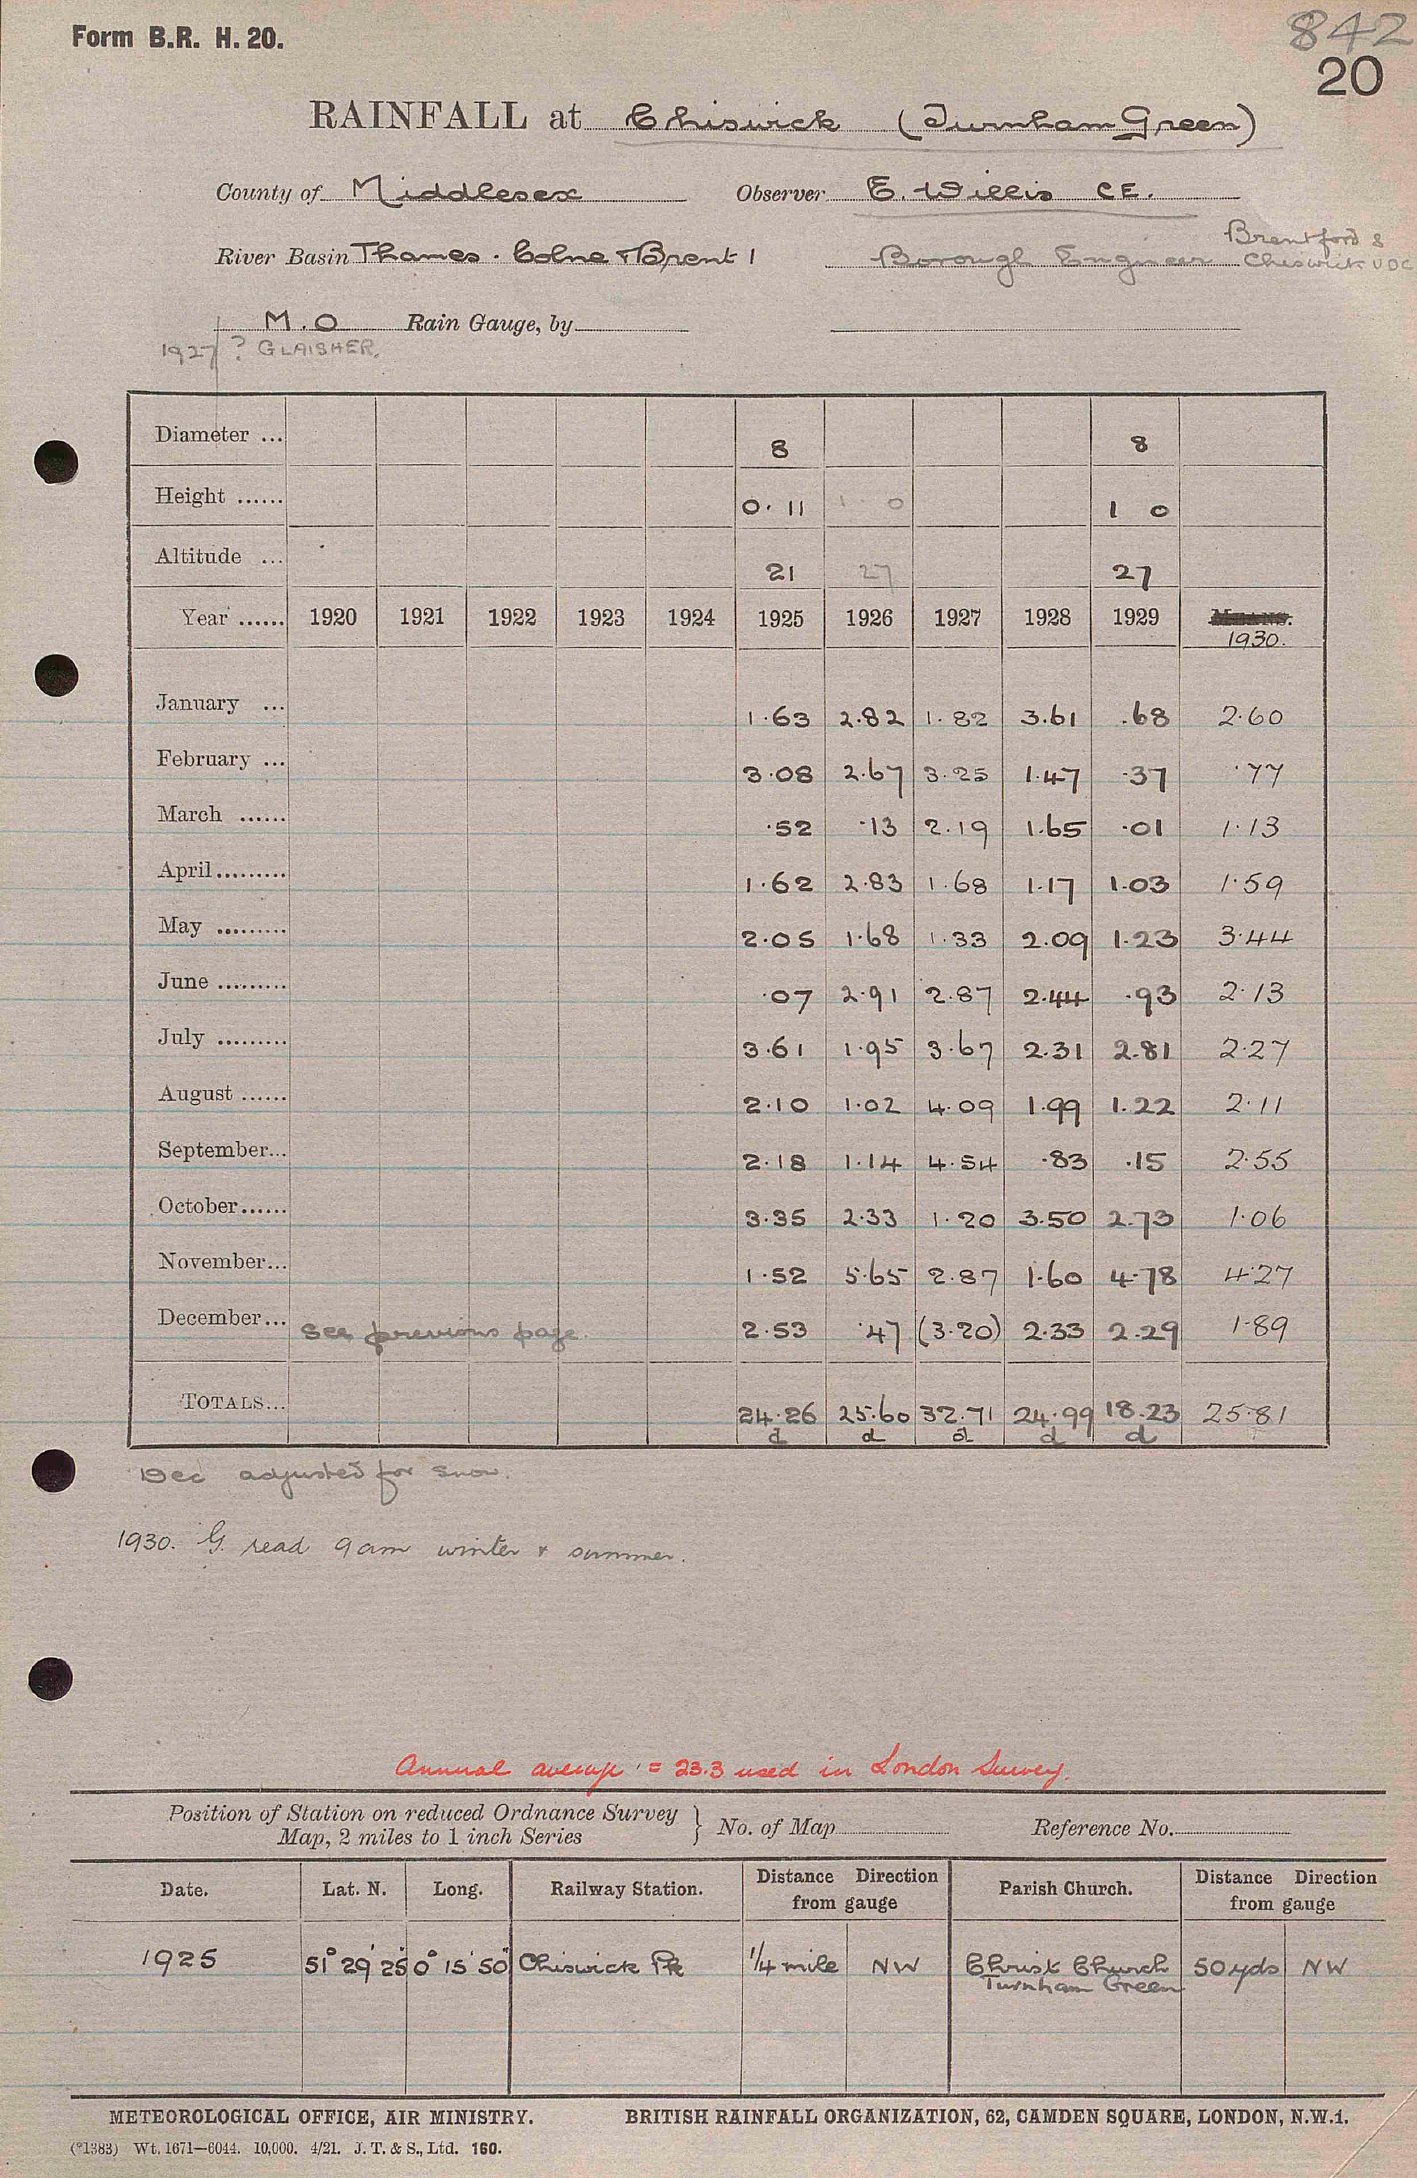 Form B.R. H. 20.
842
20
RAINFALL at Chiswick (Turnham Green)
County of Middlesex Observer E. Willis C.E.
River Basin Thames. Colne & Brent 1 Borough Engineer Brentford & Chiswick UDC
M.O Rain Gauge, by
1927 ? GLAISHER.
Diameter ... 8 8
Height ...... 0. 11 1 0 1 0
Altitude ... 21 27 27
Year ...... 1920 1921 1922 1923 1924 1925 1926 1927 1928 1929 MEANS. 1930.
January ... 1.63 2.82 1.82 3.61 .68 2.60
February ... 3.08 2.67 3.25 1.47 .37 .77
March ...... .52 .13 2.19 1.65 .01 1.13
April ......... 1.62 2.83 1.68 1.17 1.03 1.59
May ......... 2.05 1.68 1.33 2.09 1.23 3.44
June ......... .07 2.91 2.87 2.44 .93 2.13
July ......... 3.61 1.95 3.67 2.31 2.81 2.27
August ...... 2.10 1.02 4.09 1.99 1.22 2.11
September... 2.18 1.14 4.54 .83 .15 2.55
October...... 3.35 2.33 1.20 3.50 2.73 1.06
November... 1.52 5.65 2.87 1.60 4.78 4.27
December... See previous page. 2.53 .47 (3.20) 2.33 2.29 1.89
TOTALS... 24.26 25.60 32.71 24.99 18.23 25.81
d d d d d
Dec adjusted for snow.
1930. G. read 9am winter & summer.
Annual average = 23.3 used in London Survey.
Position of Station on reduced Ordnance Survey
Map, 2 miles to 1 inch Series } No. of Map Reference No.
Date. Lat. N. Long. Railway Station. Distance Direction from gauge Parish Church. Distance Direction from gauge
1925 51° 29' 25" 0° 15' 50" Chiswick Pk 1/4 mile NW Christ Church Turnham Green 50 yds NW
METEOROLOGICAL OFFICE, AIR MINISTRY. BRITISH RAINFALL ORGANIZATION, 62, CAMDEN SQUARE, LONDON, N.W.1.
(*1383) Wt. 1671—6044. 10,000. 4/21. J. T. & S., Ltd. 160.